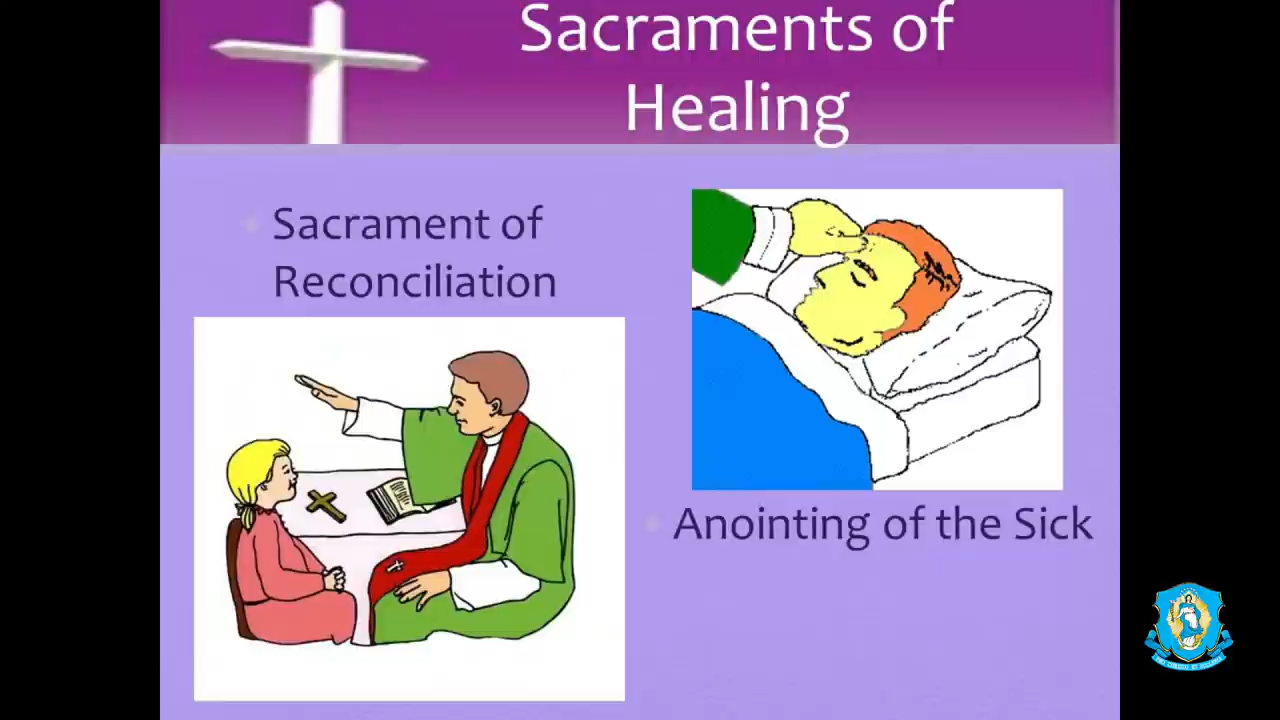 Sacraments of
Healing
Sacrament of
Reconciliation
Anointing of the Sick